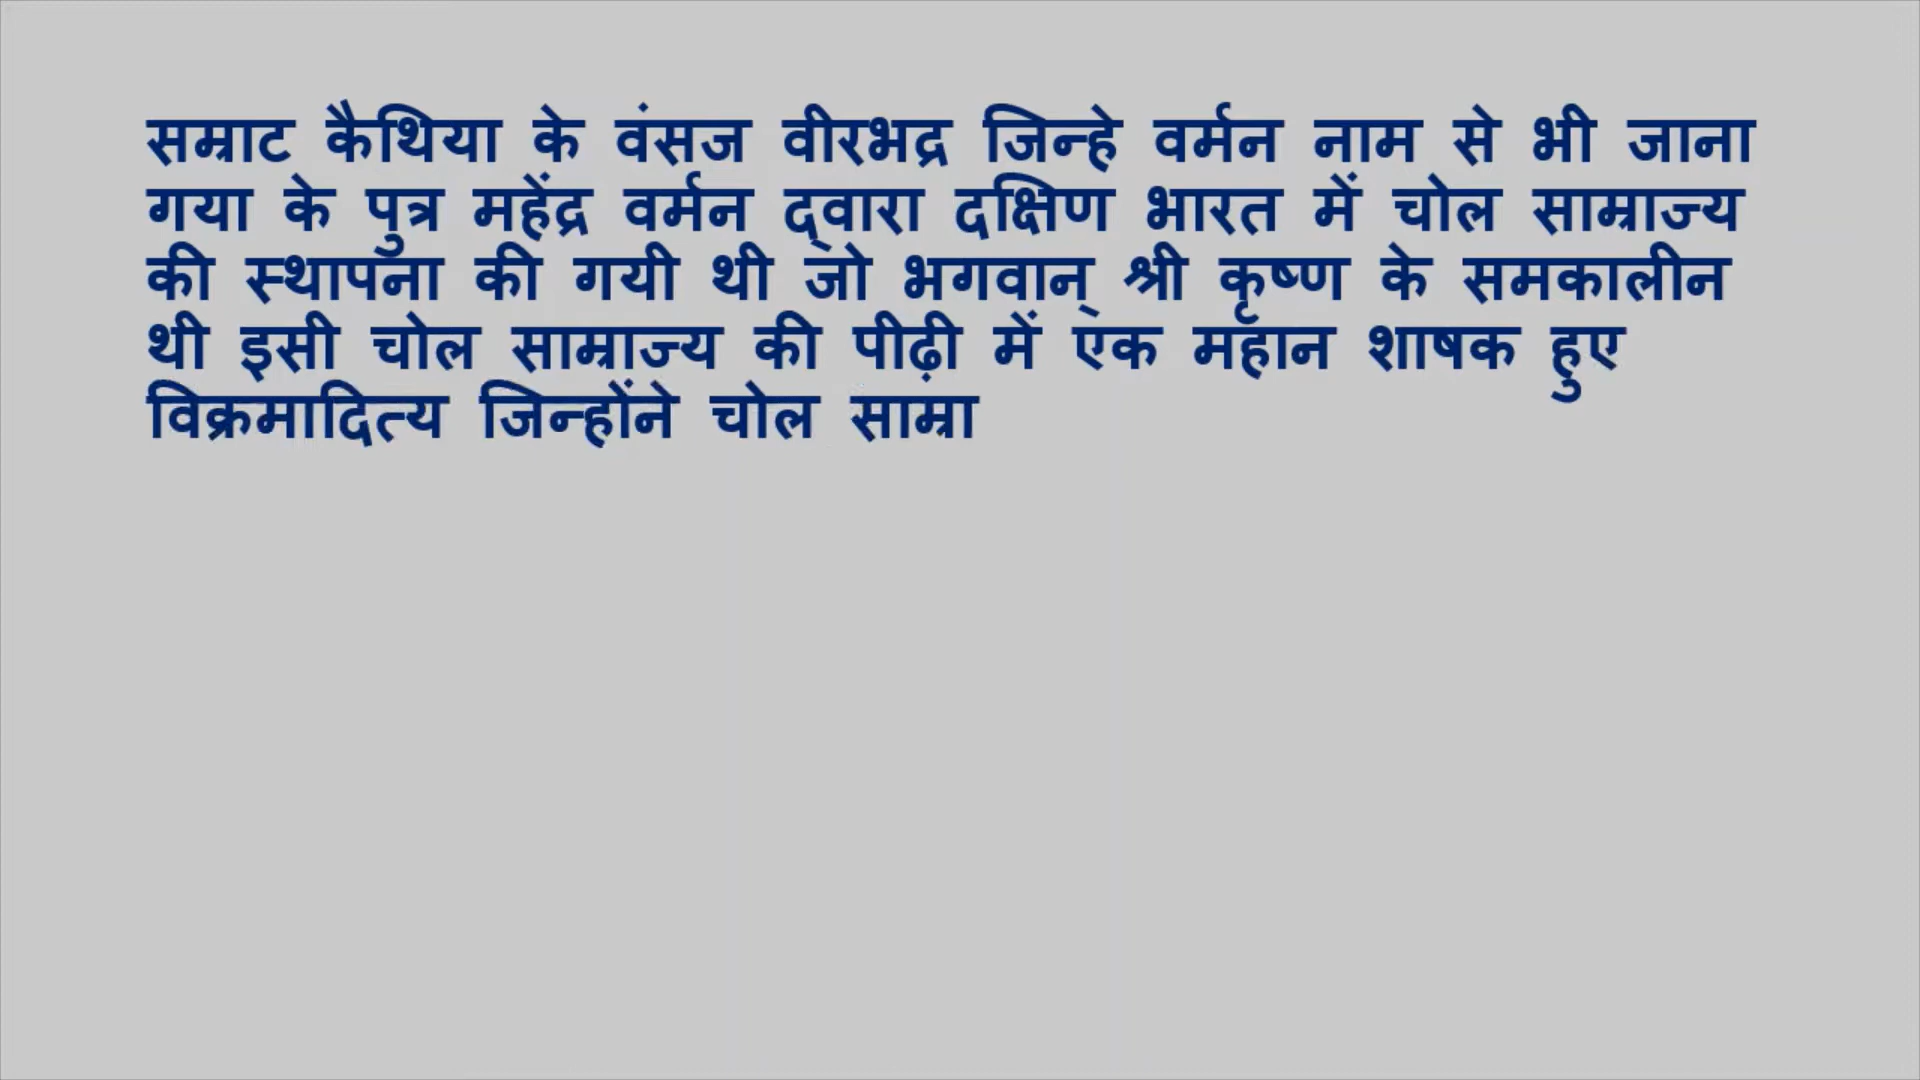 सम्राट कैथिया के वंसज वीरभद्र जिन्हे वर्मन नाम से भी जाना
गया के पुत्र महेंद्र वर्मन द्वारा दक्षिण भारत में चोल साम्राज्य
की स्थापना की गयी थी जो भगवान् श्री कृष्ण के समकालीन
थी इसी चोल साम्राज्य की पीढ़ी में एक महान शाषक हुए
विक्रमादित्य जिन्होंने चोल साम्रा